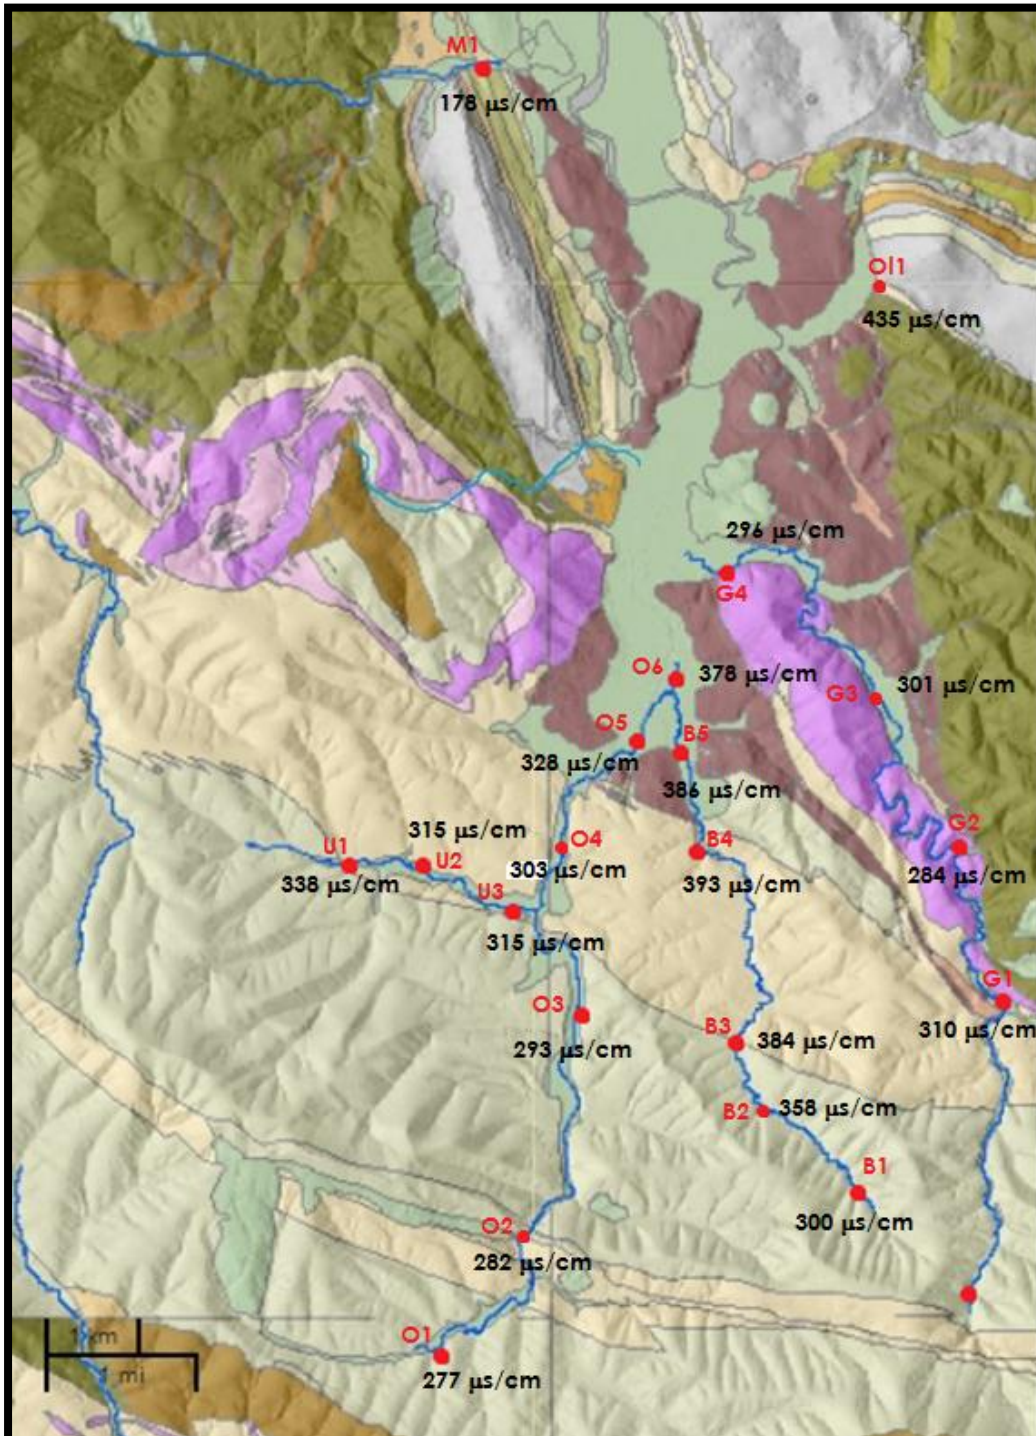 M1
178 µs/cm
Ol1
435 µs/cm
296 µs/cm
G4
O6
378 µs/cm
G3
301 µs/cm
O5
328 µs/cm
B5
386 µs/cm
315 µs/cm
U1
338 µs/cm
U2
O4
303 µs/cm
B4
393 µs/cm
G2
284 µs/cm
U3
315 µs/cm
G1
310 µs/cm
O3
293 µs/cm
B3
384 µs/cm
B2
358 µs/cm
B1
300 µs/cm
O2
282 µs/cm
O1
277 µs/cm
1 km
1 mi